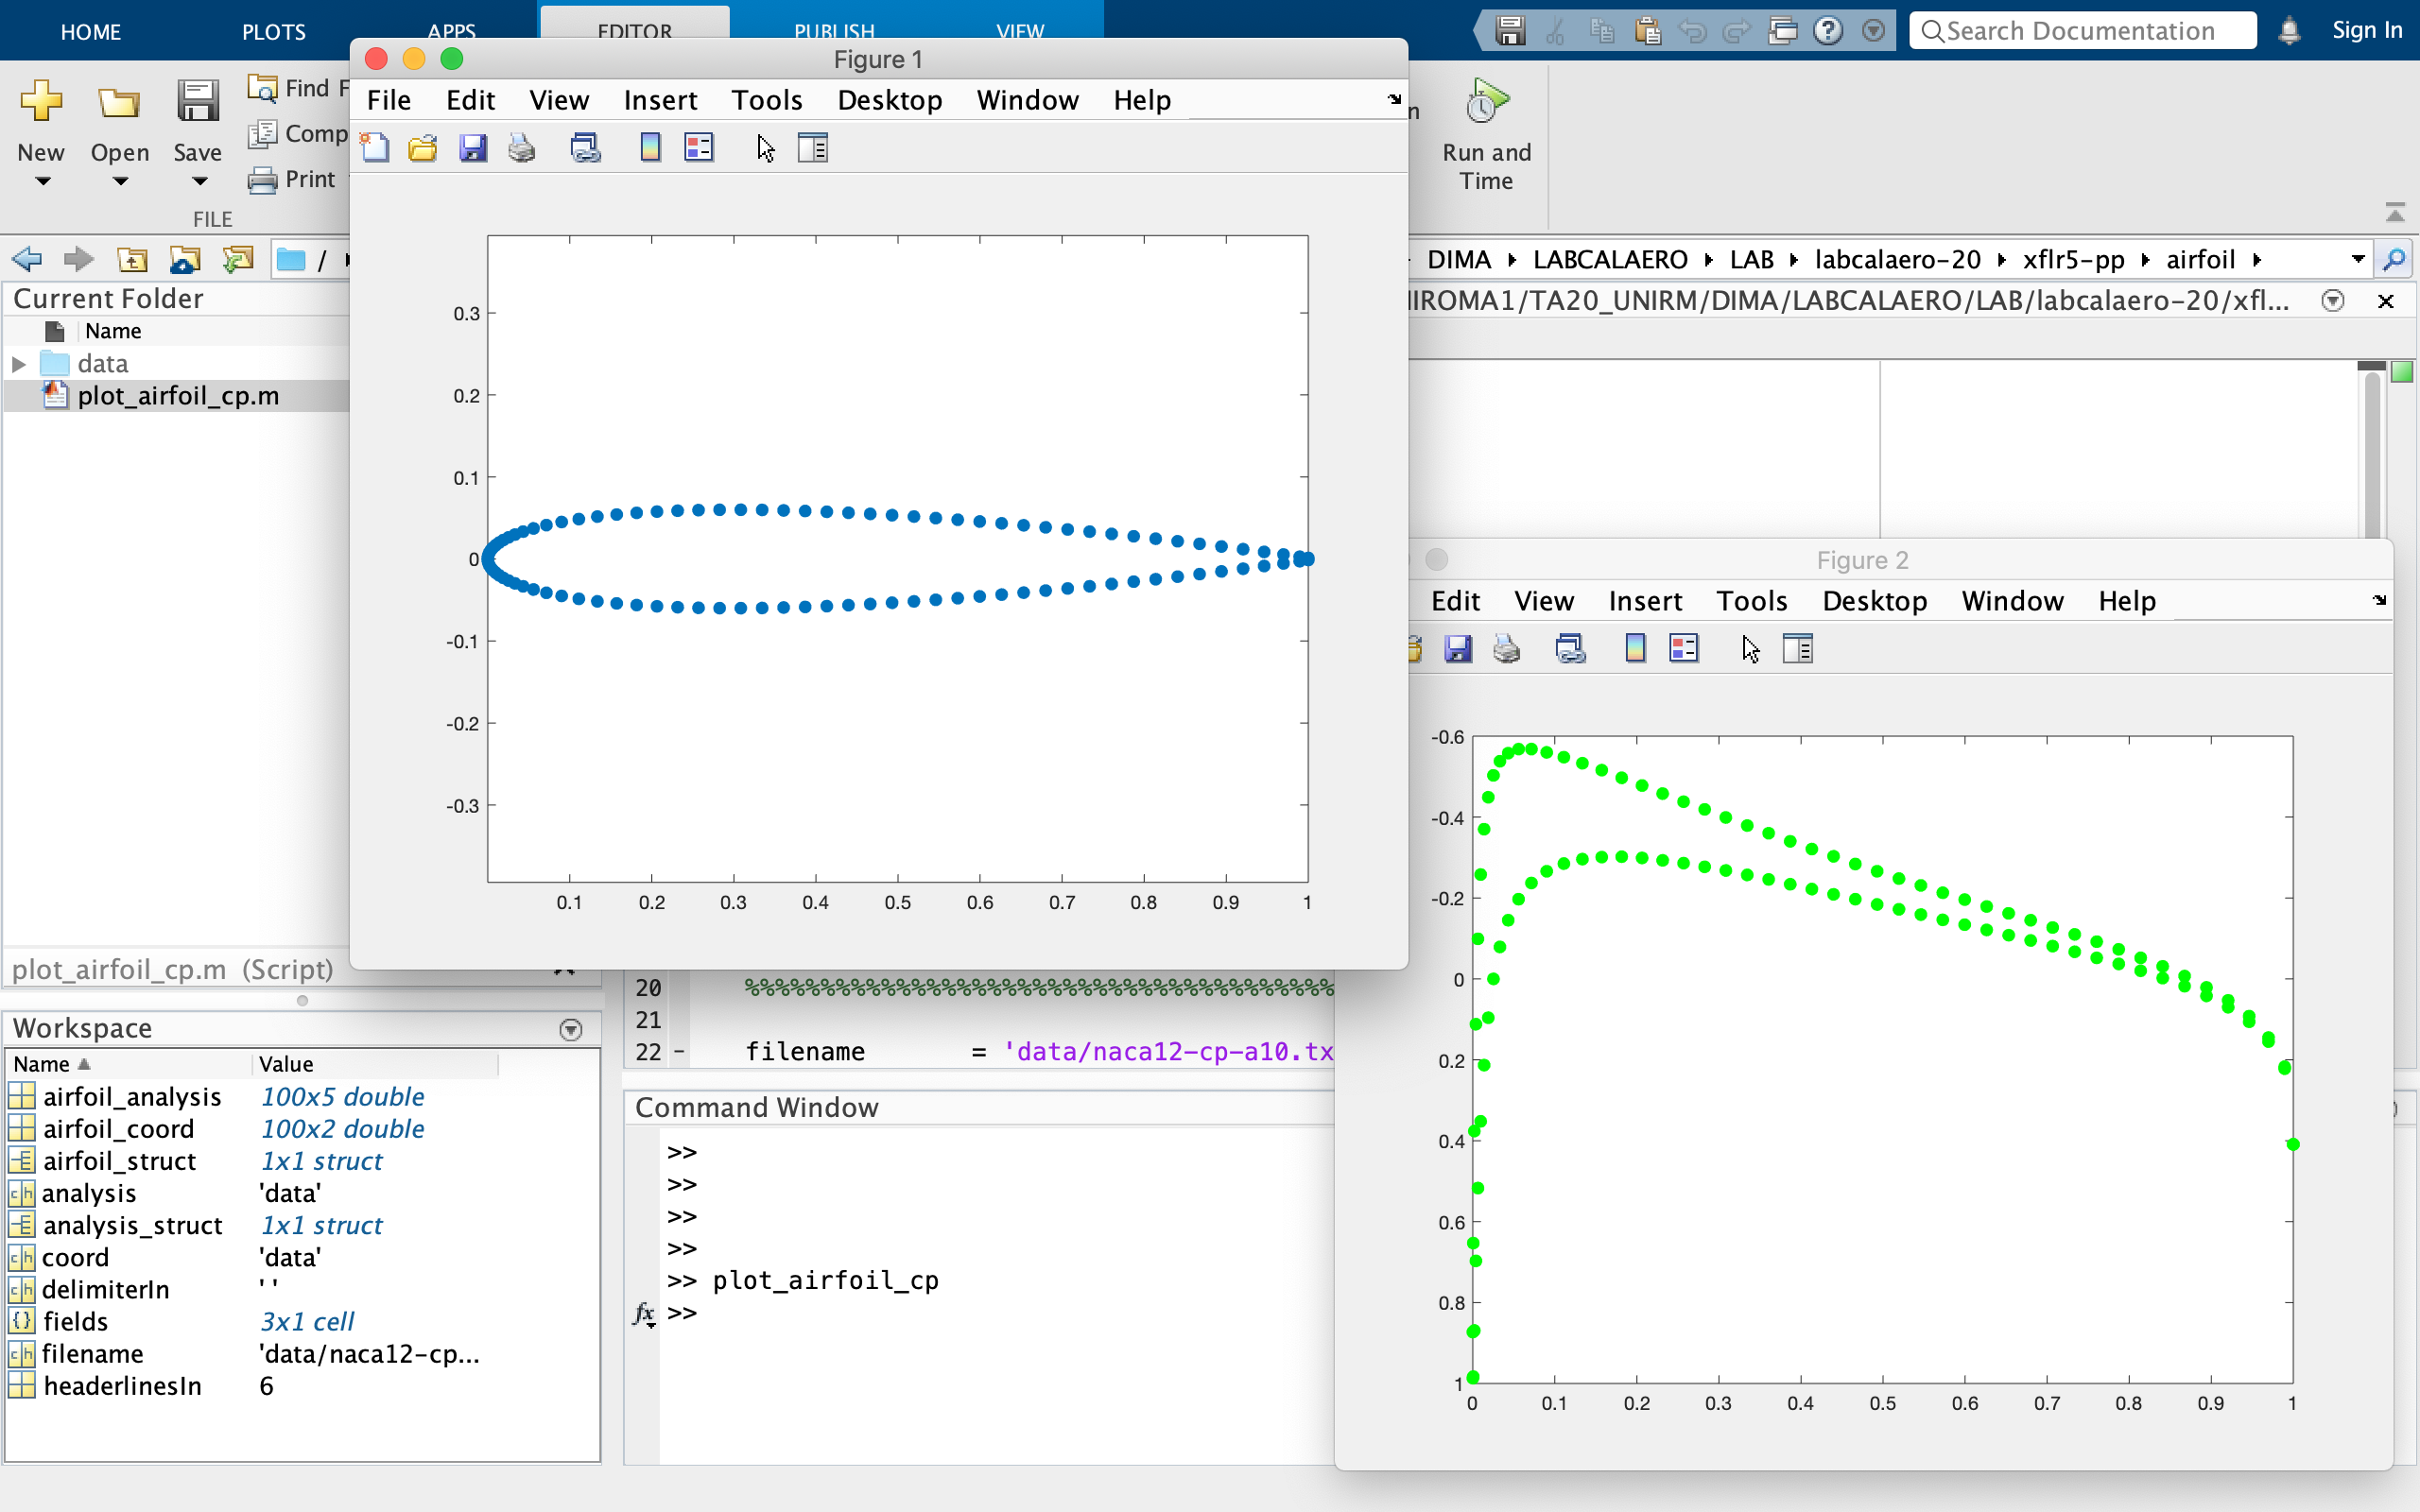 HOME PLOTS APPS EDITOR PUBLISH VIEW Search Documentation Sign In
Figure 1
File Edit View Insert Tools Desktop Window Help
New Open Save
Find
Print
FILE
Run and
Time
/ DIMA LABCALAERO LAB labcalaero-20 xflr5-pp airfoil
Current Folder
Name
data
plot_airfoil_cp.m
IROMA1/TA20_UNIRM/DIMA/LABCALAERO/LAB/labcalaero-20/xfl...
0.3
0.2
0.1
0
-0.1
-0.2
-0.3
0.1 0.2 0.3 0.4 0.5 0.6 0.7 0.8 0.9 1
Figure 2
Edit View Insert Tools Desktop Window Help
-0.6
-0.4
-0.2
0
0.2
0.4
0.6
0.8
1
0 0.1 0.2 0.3 0.4 0.5 0.6 0.7 0.8 0.9 1
plot_airfoil_cp.m (Script)
20 %%%%%%%%%%%%%%%%%%%%%%%%%%%%%%%%%%%%%%%
21
22 – filename = 'data/naca12-cp-a10.tx
Workspace
Name Value
airfoil_analysis 100x5 double
airfoil_coord 100x2 double
airfoil_struct 1x1 struct
analysis 'data'
analysis_struct 1x1 struct
coord 'data'
delimiterIn ' '
fields 3x1 cell
filename 'data/naca12-cp...
headerlinesIn 6
Command Window
>>
>>
>>
>>
>> plot_airfoil_cp
fx >>